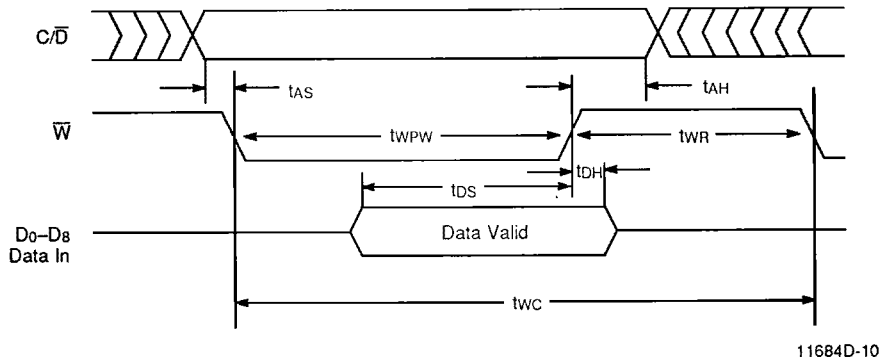 C/D̅
tAS
tAH
W̅
tWPW
tWR
tDS
tDH
D0–D8
Data In
Data Valid
tWC
11684D-10